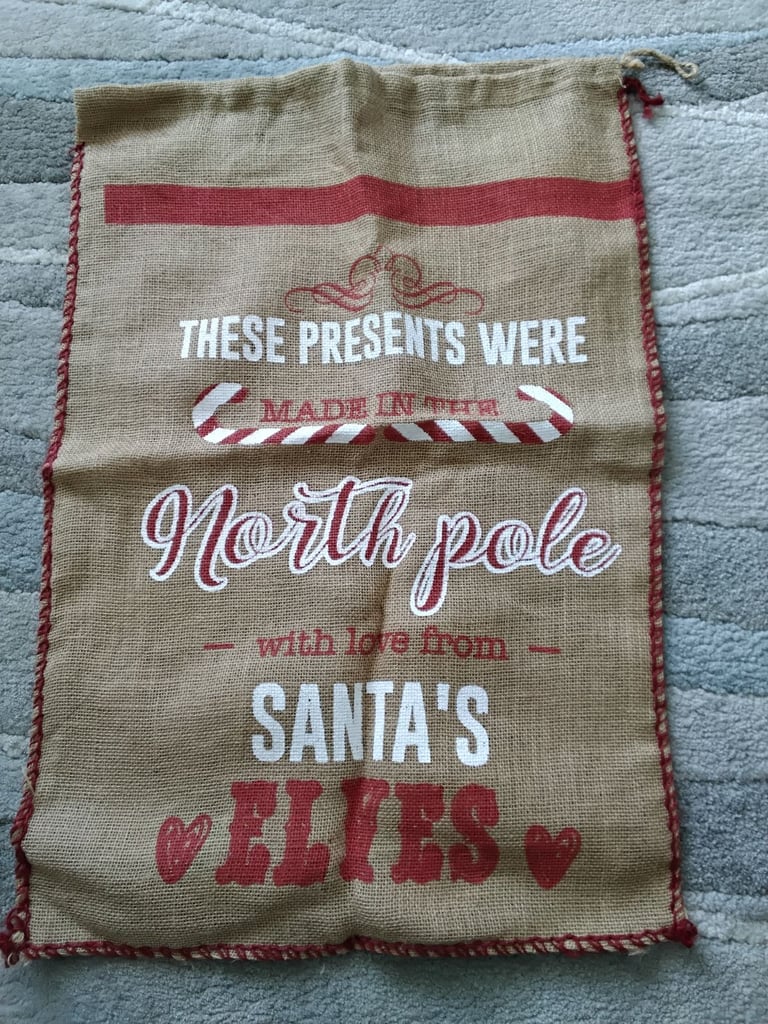 THESE PRESENTS WERE
MADE IN THE
North pole
with love from
SANTA'S
ELVES